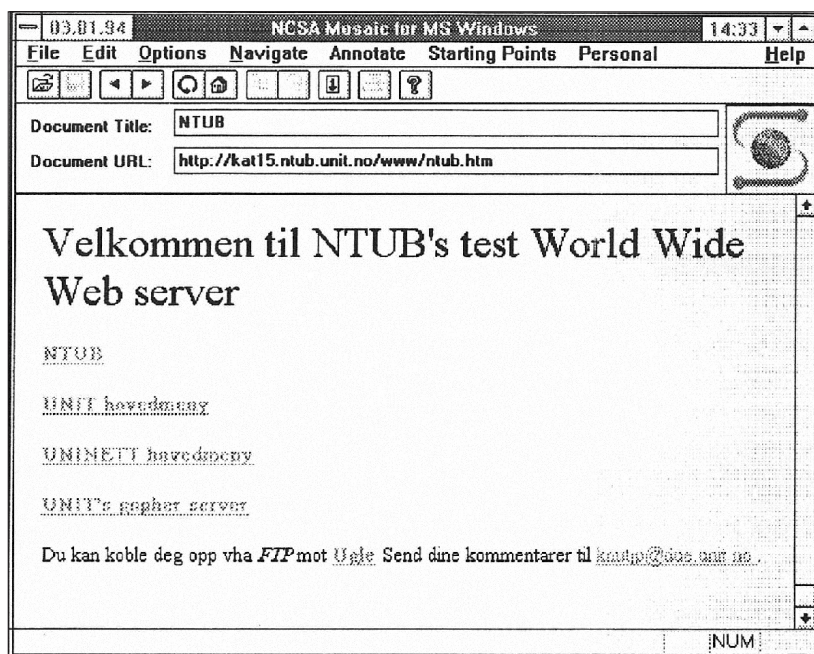 03.01.94 NCSA Mosaic for MS Windows 14:33
File Edit Options Navigate Annotate Starting Points Personal Help
Document Title: NTUB
Document URL: http://kat15.ntub.unit.no/www/ntub.htm
Velkommen til NTUB's test World Wide
Web server
NTUB
UNIT hovedmeny
UNINETT hovedmeny
UNIT's gopher server
Du kan koble deg opp vha FTP mot Ugle Send dine kommentarer til
NUM